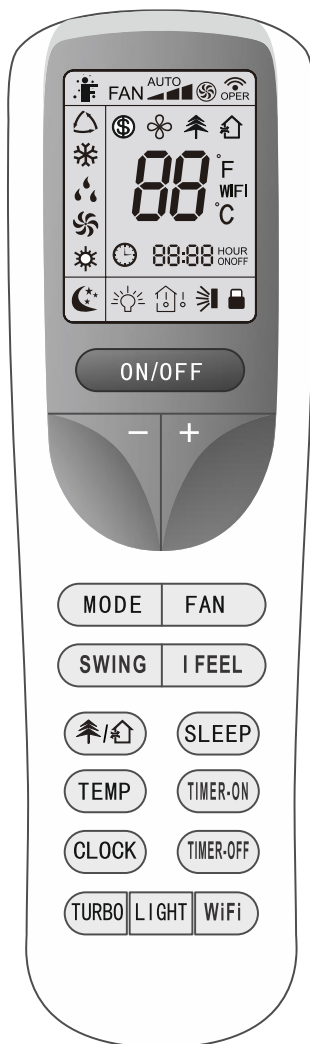 AUTO
FAN OPER
$
88 °F
WIFI
°C
88:88 HOUR
ONOFF
ON/OFF
− +
MODE FAN
SWING I FEEL
/ SLEEP
TEMP TIMER-ON
CLOCK TIMER-OFF
TURBO LIGHT WiFi